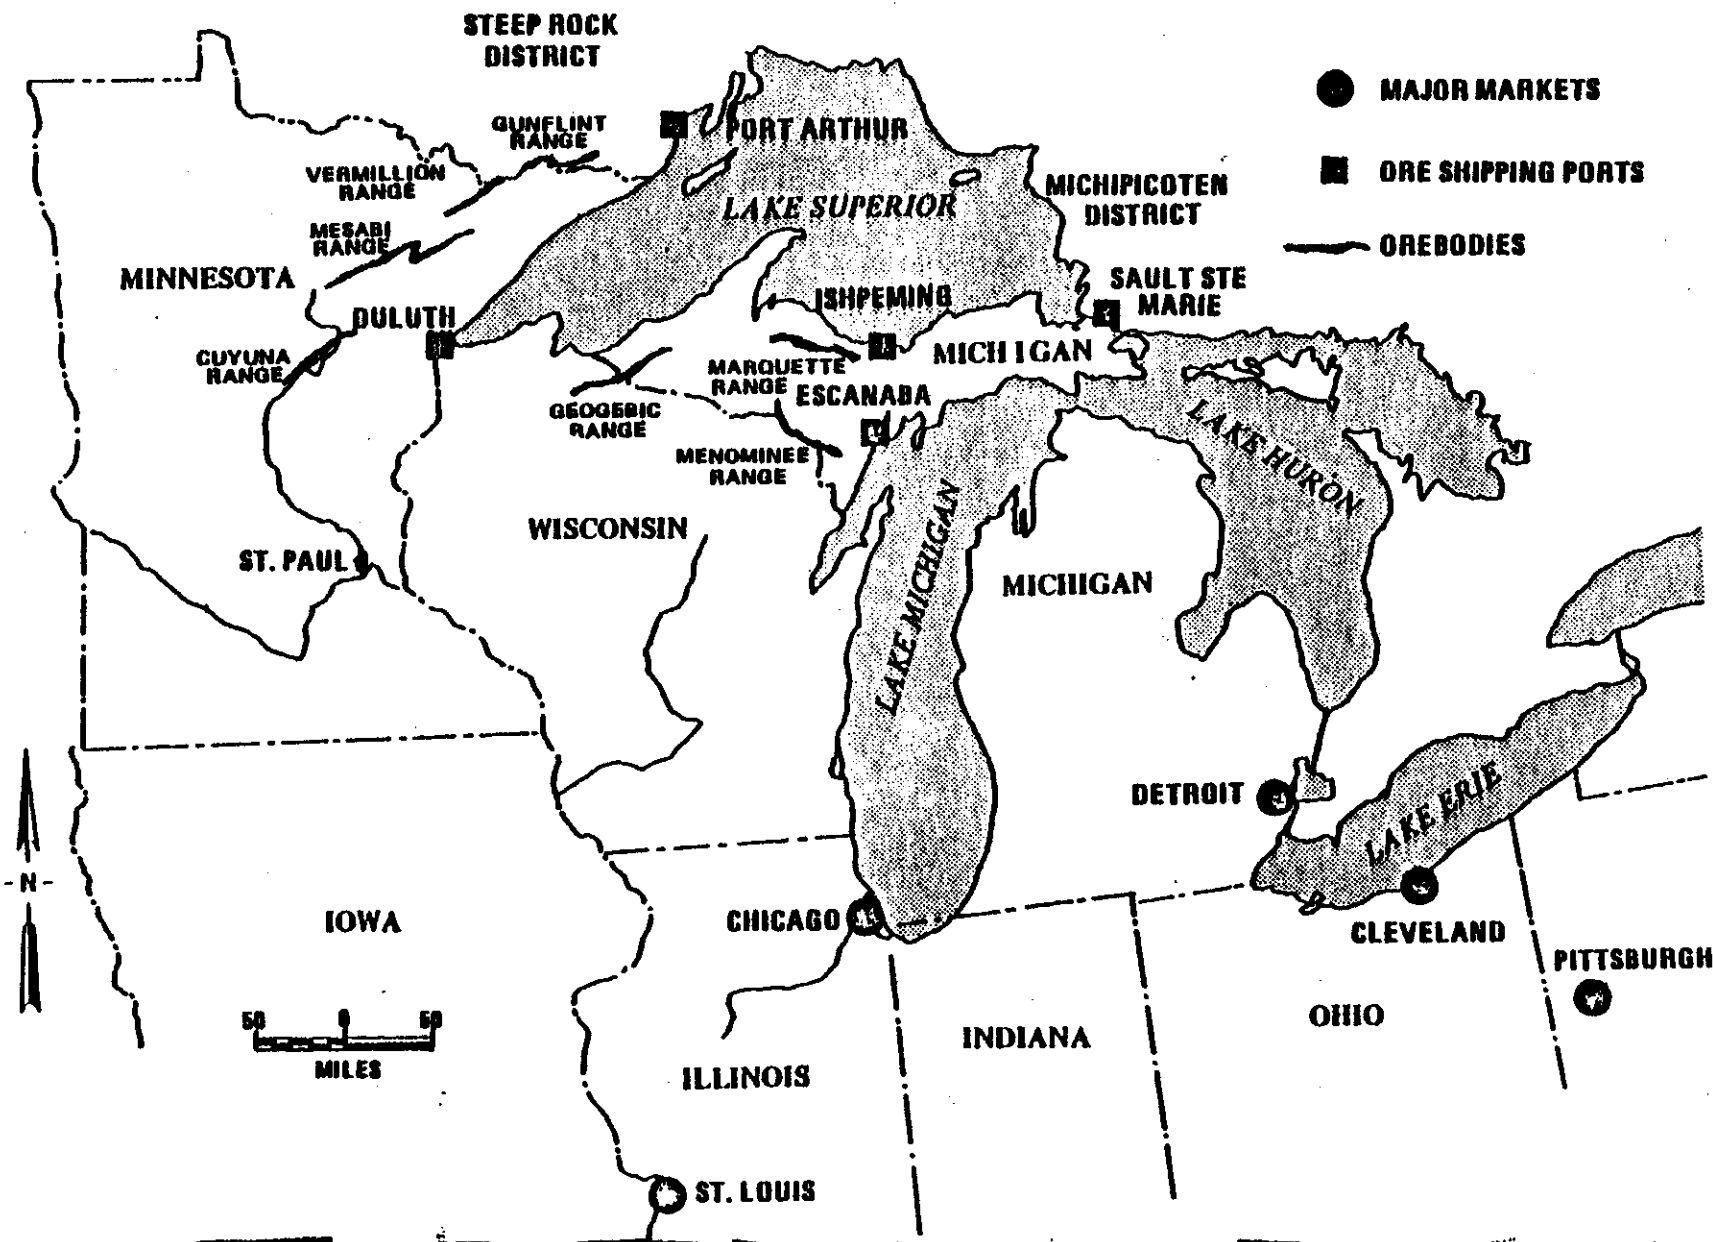 STEEP ROCK
DISTRICT
MAJOR MARKETS
ORE SHIPPING PORTS
OREBODIES
GUNFLINT
RANGE
PORT ARTHUR
VERMILLION
RANGE
MICHIPICOTEN
DISTRICT
LAKE SUPERIOR
MESABI
RANGE
MINNESOTA
SAULT STE
MARIE
ISHPEMING
DULUTH
MICHIGAN
CUYUNA
RANGE
MARQUETTE
RANGE
ESCANABA
GEOGEBIC
RANGE
LAKE HURON
MENOMINEE
RANGE
WISCONSIN
LAKE MICHIGAN
ST. PAUL
MICHIGAN
DETROIT
LAKE ERIE
-N-
IOWA
CHICAGO
CLEVELAND
PITTSBURGH
50 0 50
MILES
OHIO
INDIANA
ILLINOIS
ST. LOUIS